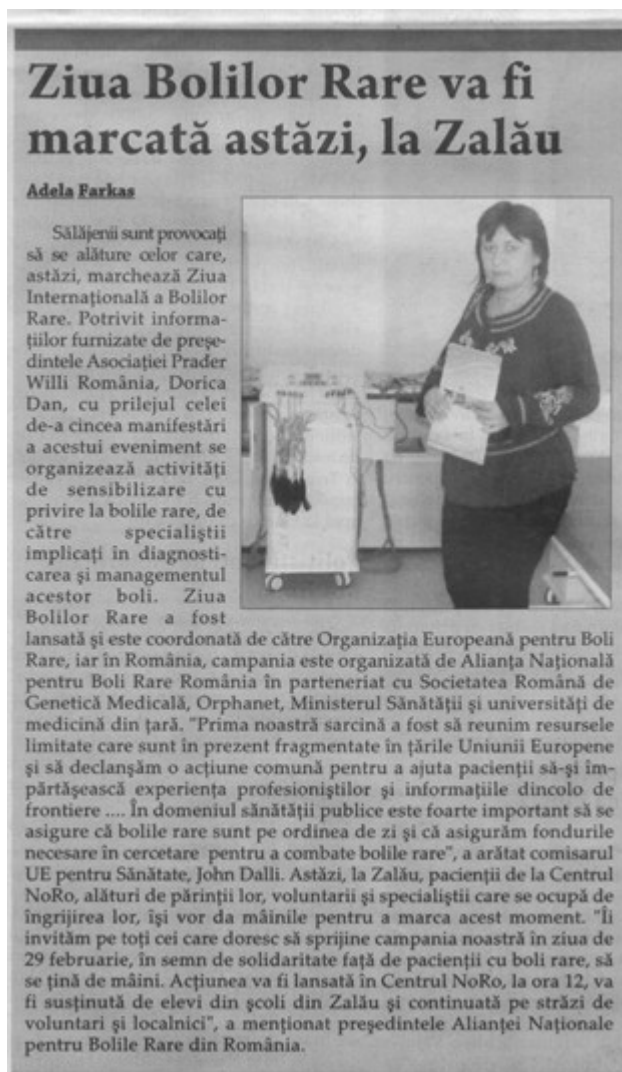 Ziua Bolilor Rare va fi
marcată astăzi, la Zalău
Adela Farkas
Sălăjenii sunt provocați
să se alăture celor care,
astăzi, marchează Ziua
Internațională a Bolilor
Rare. Potrivit informa-
țiilor furnizate de preșe-
dintele Asociației Prader
Willi România, Dorica
Dan, cu prilejul celei
de-a cincea manifestări
a acestui eveniment se
organizează activități
de sensibilizare cu
privire la bolile rare, de
către specialiștii
implicați în diagnosti-
carea și managementul
acestor boli. Ziua
Bolilor Rare a fost
lansată și este coordonată de către Organizația Europeană pentru Boli
Rare, iar în România, campania este organizată de Alianța Națională
pentru Boli Rare România în parteneriat cu Societatea Română de
Genetică Medicală, Orphanet, Ministerul Sănătății și universități de
medicină din țară. "Prima noastră sarcină a fost să reunim resursele
limitate care sunt în prezent fragmentate în țările Uniunii Europene
și să declanșăm o acțiune comună pentru a ajuta pacienții să-și îm-
părtășească experiența profesioniștilor și informațiile dincolo de
frontiere .... În domeniul sănătății publice este foarte important să se
asigure că bolile rare sunt pe ordinea de zi și că asigurăm fondurile
necesare în cercetare pentru a combate bolile rare", a arătat comisarul
UE pentru Sănătate, John Dalli. Astăzi, la Zalău, pacienții de la Centrul
NoRo, alături de părinții lor, voluntarii și specialiștii care se ocupă de
îngrijirea lor, își vor da mâinile pentru a marca acest moment. "Îi
invităm pe toți cei care doresc să sprijine campania noastră în ziua de
29 februarie, în semn de solidaritate față de pacienții cu boli rare, să
se țină de mâini. Acțiunea va fi lansată în Centrul NoRo, la ora 12, va
fi susținută de elevi din școli din Zalău și continuată pe străzi de
voluntari și localnici", a menționat președintele Alianței Naționale
pentru Bolile Rare din România.